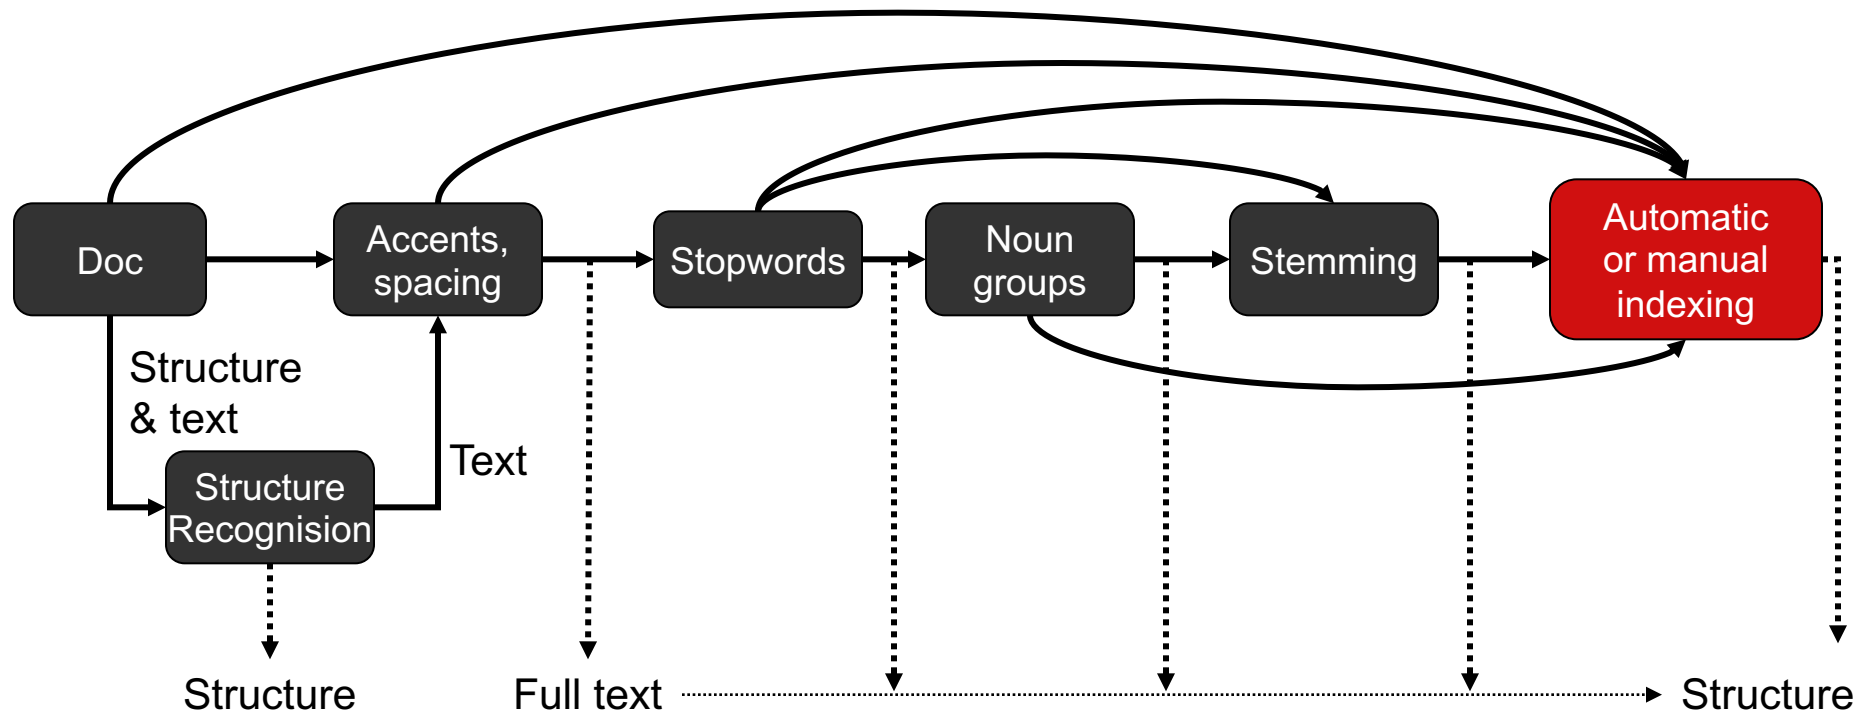 Doc
Accents,
spacing
Stopwords
Noun
groups
Stemming
Automatic
or manual
indexing
Structure
& text
Text
Structure
Recognision
Structure
Full text
Structure